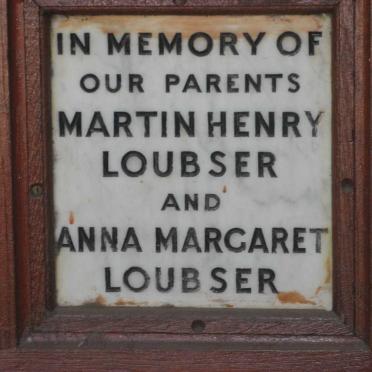 IN MEMORY OF
OUR PARENTS
MARTIN HENRY
LOUBSER
AND
ANNA MARGARET
LOUBSER